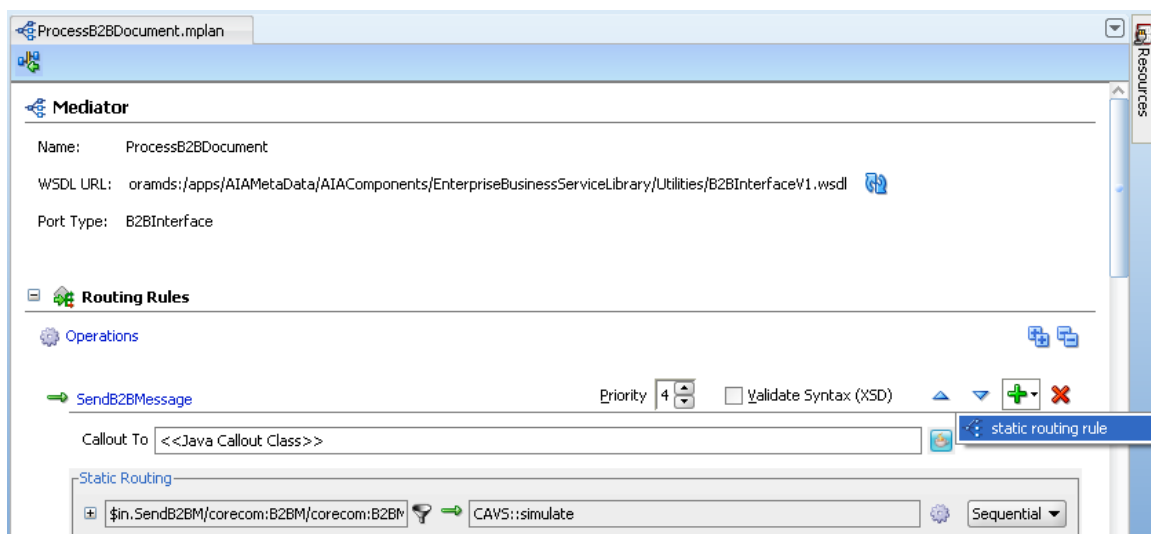 ProcessB2BDocument.mplan
Resources
Mediator
Name: ProcessB2BDocument
WSDL URL: oramds:/apps/AIAMetaData/AIAComponents/EnterpriseBusinessServiceLibrary/Utilities/B2BInterfaceV1.wsdl
Port Type: B2BInterface
Routing Rules
Operations
SendB2BMessage Priority 4 Validate Syntax (XSD)
static routing rule
Callout To <<Java Callout Class>>
Static Routing
$in.SendB2BM/corecom:B2BM/corecom:B2BM CAVS::simulate Sequential